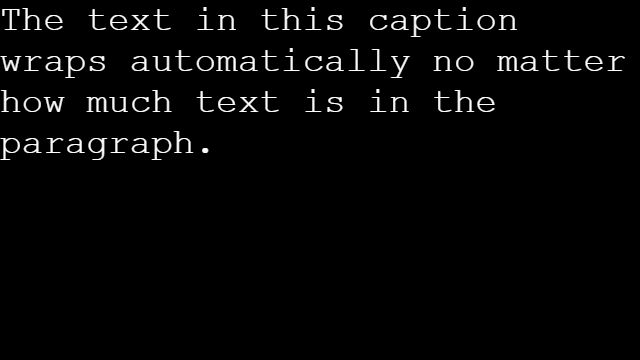 The text in this caption
wraps automatically no matter
how much text is in the
paragraph.